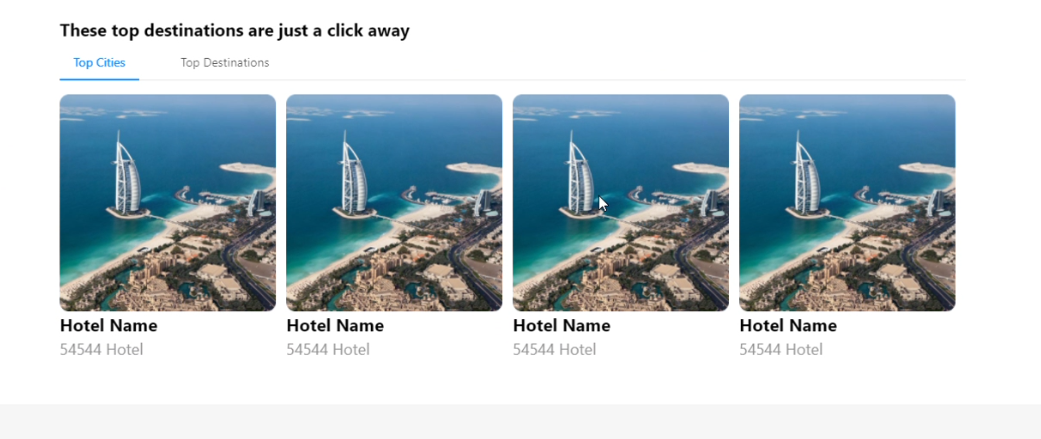 These top destinations are just a click away
Top Cities Top Destinations
Hotel Name Hotel Name Hotel Name Hotel Name
54544 Hotel 54544 Hotel 54544 Hotel 54544 Hotel